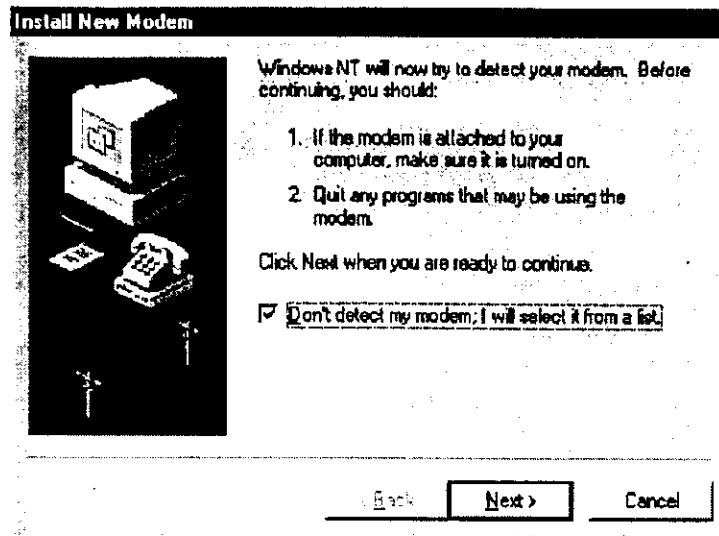 Install New Modem
Windows NT will now try to detect your modem. Before
continuing, you should:
1. If the modem is attached to your
computer, make sure it is turned on.
2. Quit any programs that may be using the
modem.
Click Next when you are ready to continue.
Don't detect my modem; I will select it from a list.
< Back
Next >
Cancel